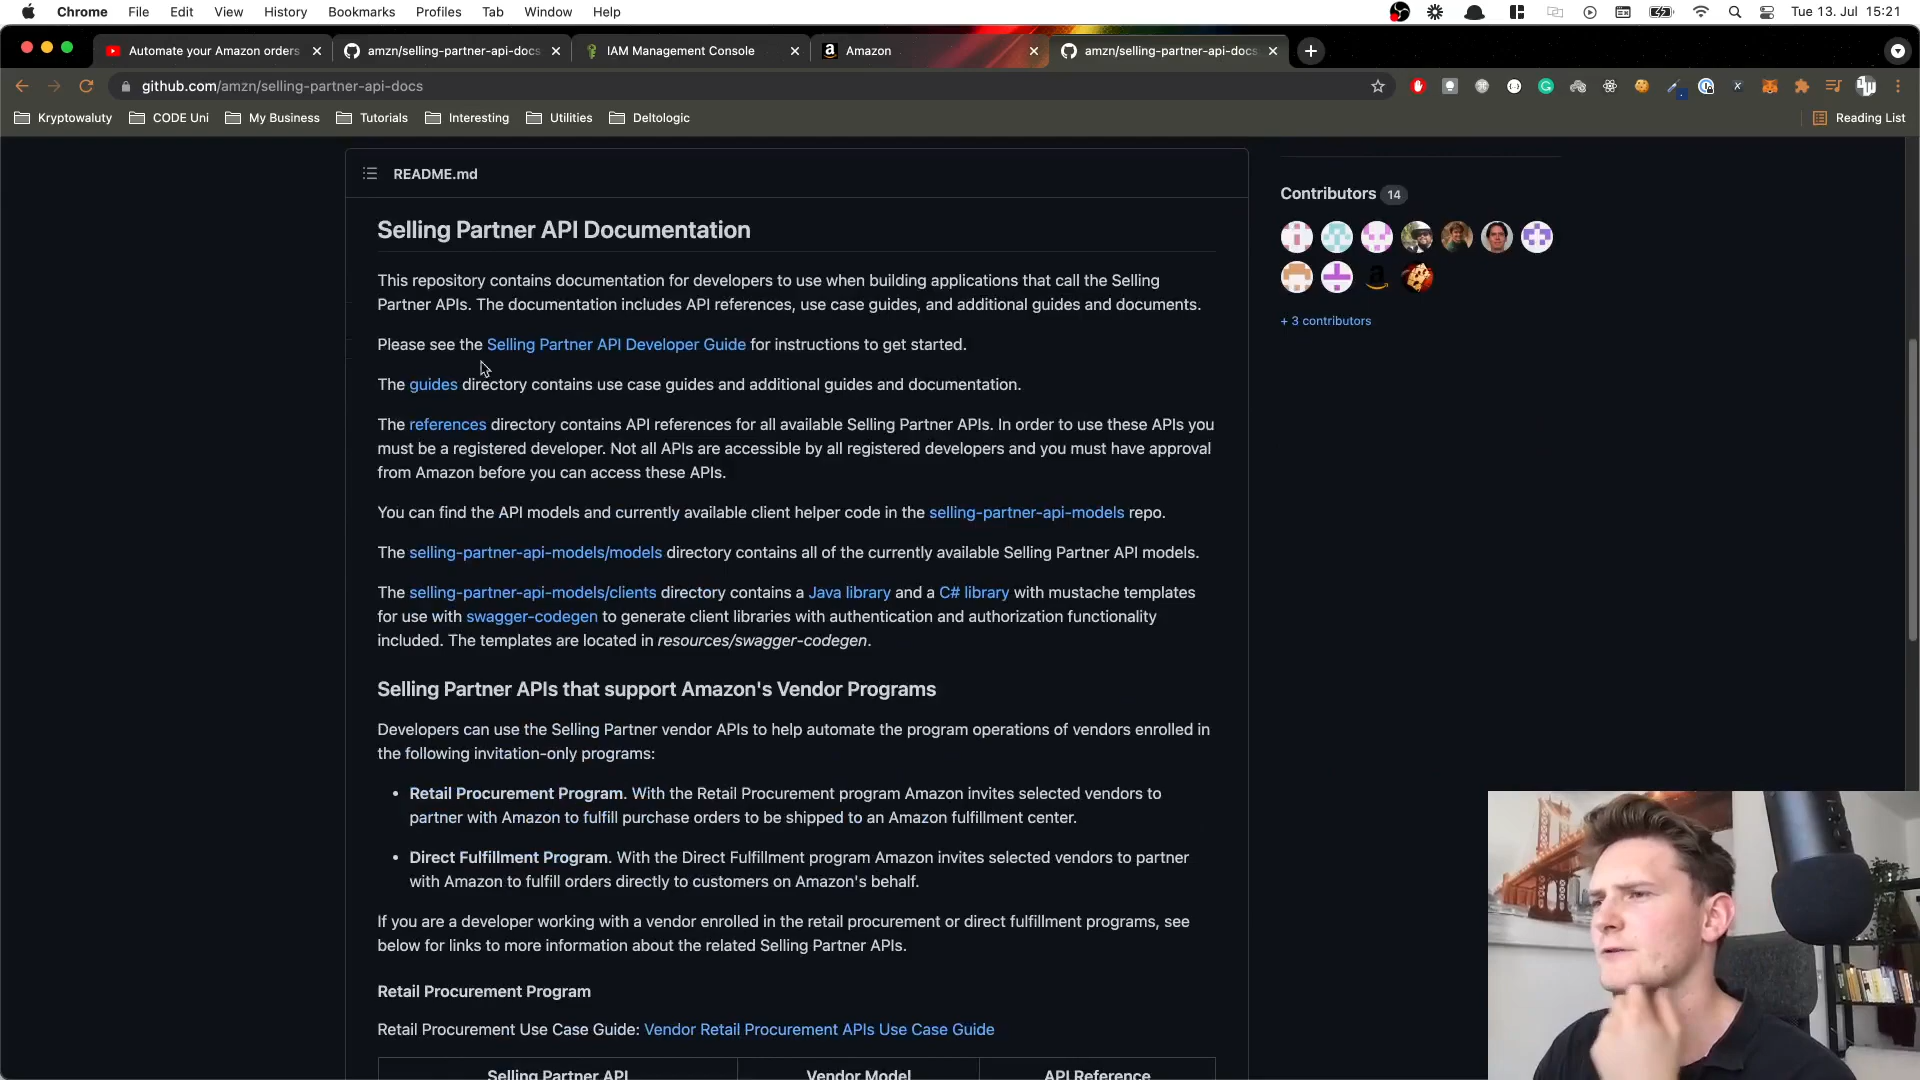 Chrome File Edit View History Bookmarks Profiles Tab Window Help Tue 13. Jul 15:21
Automate your Amazon orders amzn/selling-partner-api-docs IAM Management Console Amazon amzn/selling-partner-api-docs
github.com/amzn/selling-partner-api-docs
Kryptowaluty CODE Uni My Business Tutorials Interesting Utilities Deltologic Reading List
README.md
Contributors 14
+ 3 contributors
Selling Partner API Documentation
This repository contains documentation for developers to use when building applications that call the Selling
Partner APIs. The documentation includes API references, use case guides, and additional guides and documents.
Please see the Selling Partner API Developer Guide for instructions to get started.
The guides directory contains use case guides and additional guides and documentation.
The references directory contains API references for all available Selling Partner APIs. In order to use these APIs you
must be a registered developer. Not all APIs are accessible by all registered developers and you must have approval
from Amazon before you can access these APIs.
You can find the API models and currently available client helper code in the selling-partner-api-models repo.
The selling-partner-api-models/models directory contains all of the currently available Selling Partner API models.
The selling-partner-api-models/clients directory contains a Java library and a C# library with mustache templates
for use with swagger-codegen to generate client libraries with authentication and authorization functionality
included. The templates are located in resources/swagger-codegen.
Selling Partner APIs that support Amazon's Vendor Programs
Developers can use the Selling Partner vendor APIs to help automate the program operations of vendors enrolled in
the following invitation-only programs:
• Retail Procurement Program. With the Retail Procurement program Amazon invites selected vendors to
partner with Amazon to fulfill purchase orders to be shipped to an Amazon fulfillment center.
• Direct Fulfillment Program. With the Direct Fulfillment program Amazon invites selected vendors to partner
with Amazon to fulfill orders directly to customers on Amazon's behalf.
If you are a developer working with a vendor enrolled in the retail procurement or direct fulfillment programs, see
below for links to more information about the related Selling Partner APIs.
Retail Procurement Program
Retail Procurement Use Case Guide: Vendor Retail Procurement APIs Use Case Guide
Selling Partner API Vendor Model API Reference